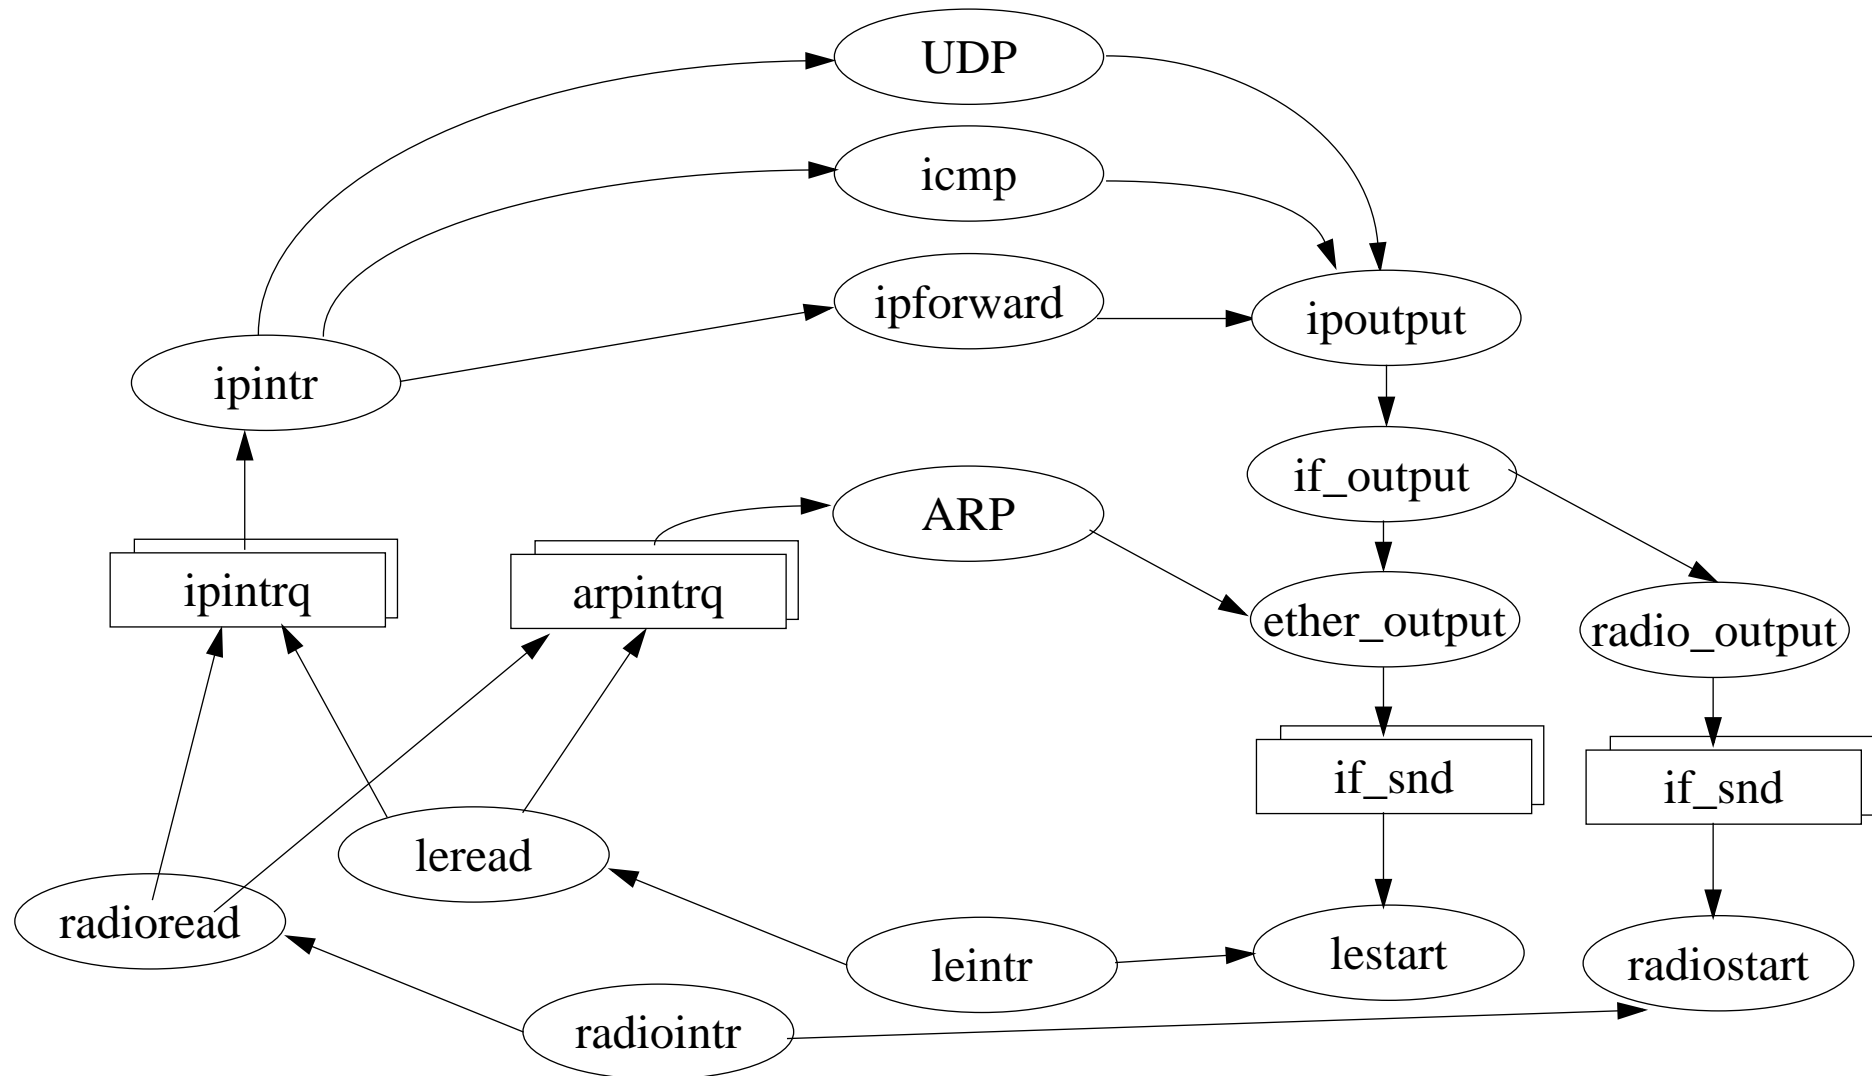 UDP
icmp
ipforward
ipoutput
ipintr
if_output
ARP
ipintrq
arpintrq
ether_output
radio_output
if_snd
if_snd
leread
radioread
leintr
lestart
radiostart
radiointr